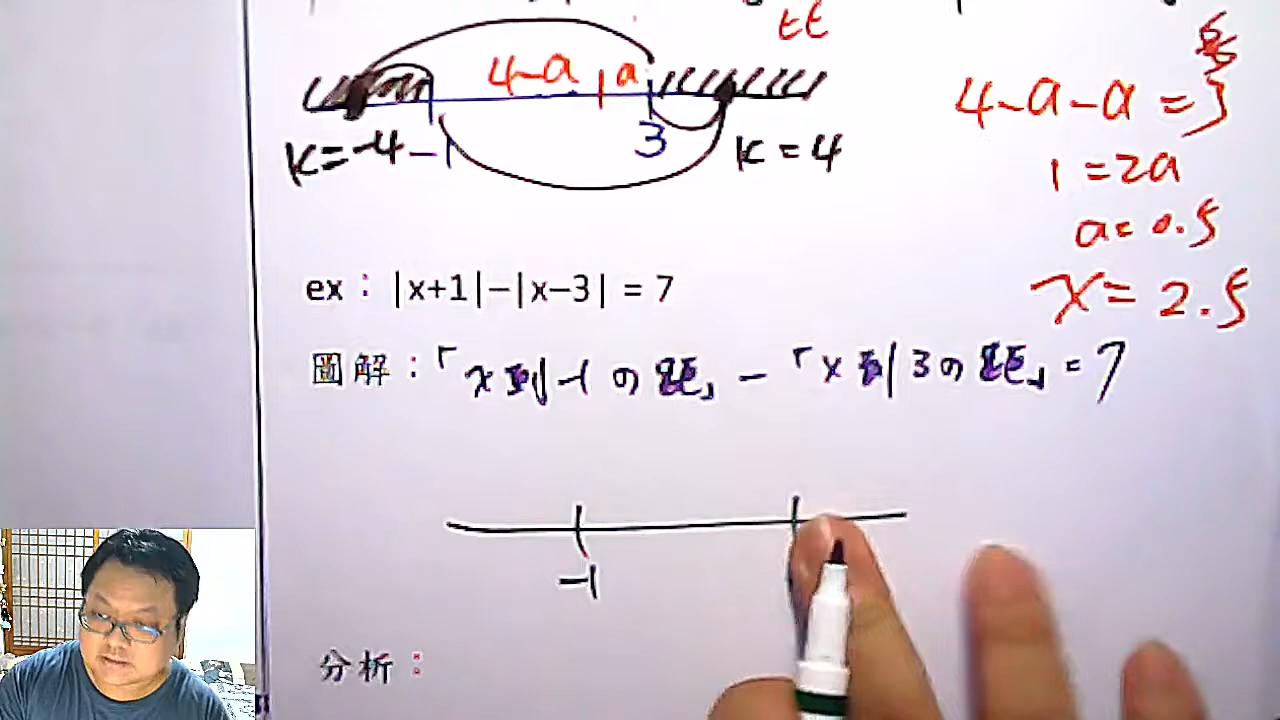 4-a a
4-a-a=3
K=-4 -1 3 K=4
1=2a
a=0.5
ex：|x+1|-|x-3| = 7
x=2.5
圖解：「x到-1の距」-「x到3の距」=7
-1
分析：